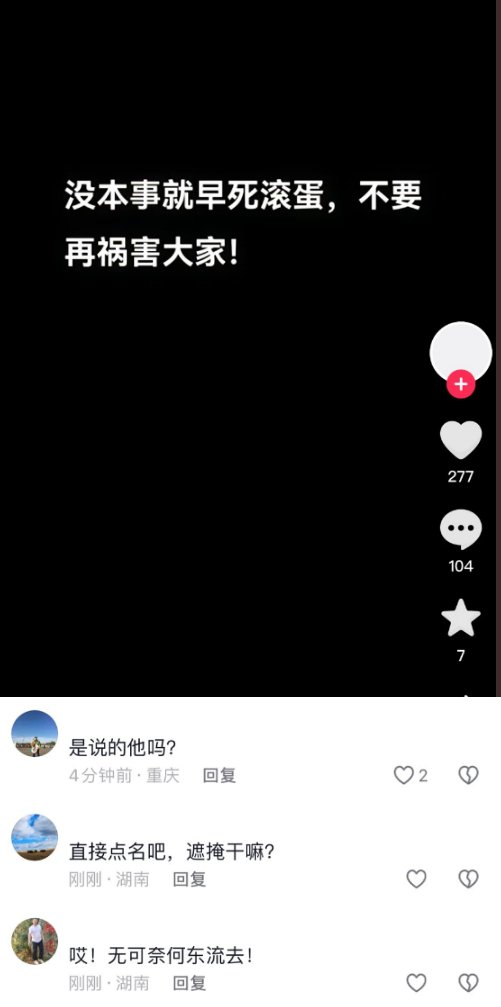 没本事就早死滚蛋，不要
再祸害大家！
277
104
7
是说的他吗？
4分钟前 · 重庆 回复 2
直接点名吧，遮掩干嘛？
刚刚 · 湖南 回复
哎！无可奈何东流去！
刚刚 · 湖南 回复